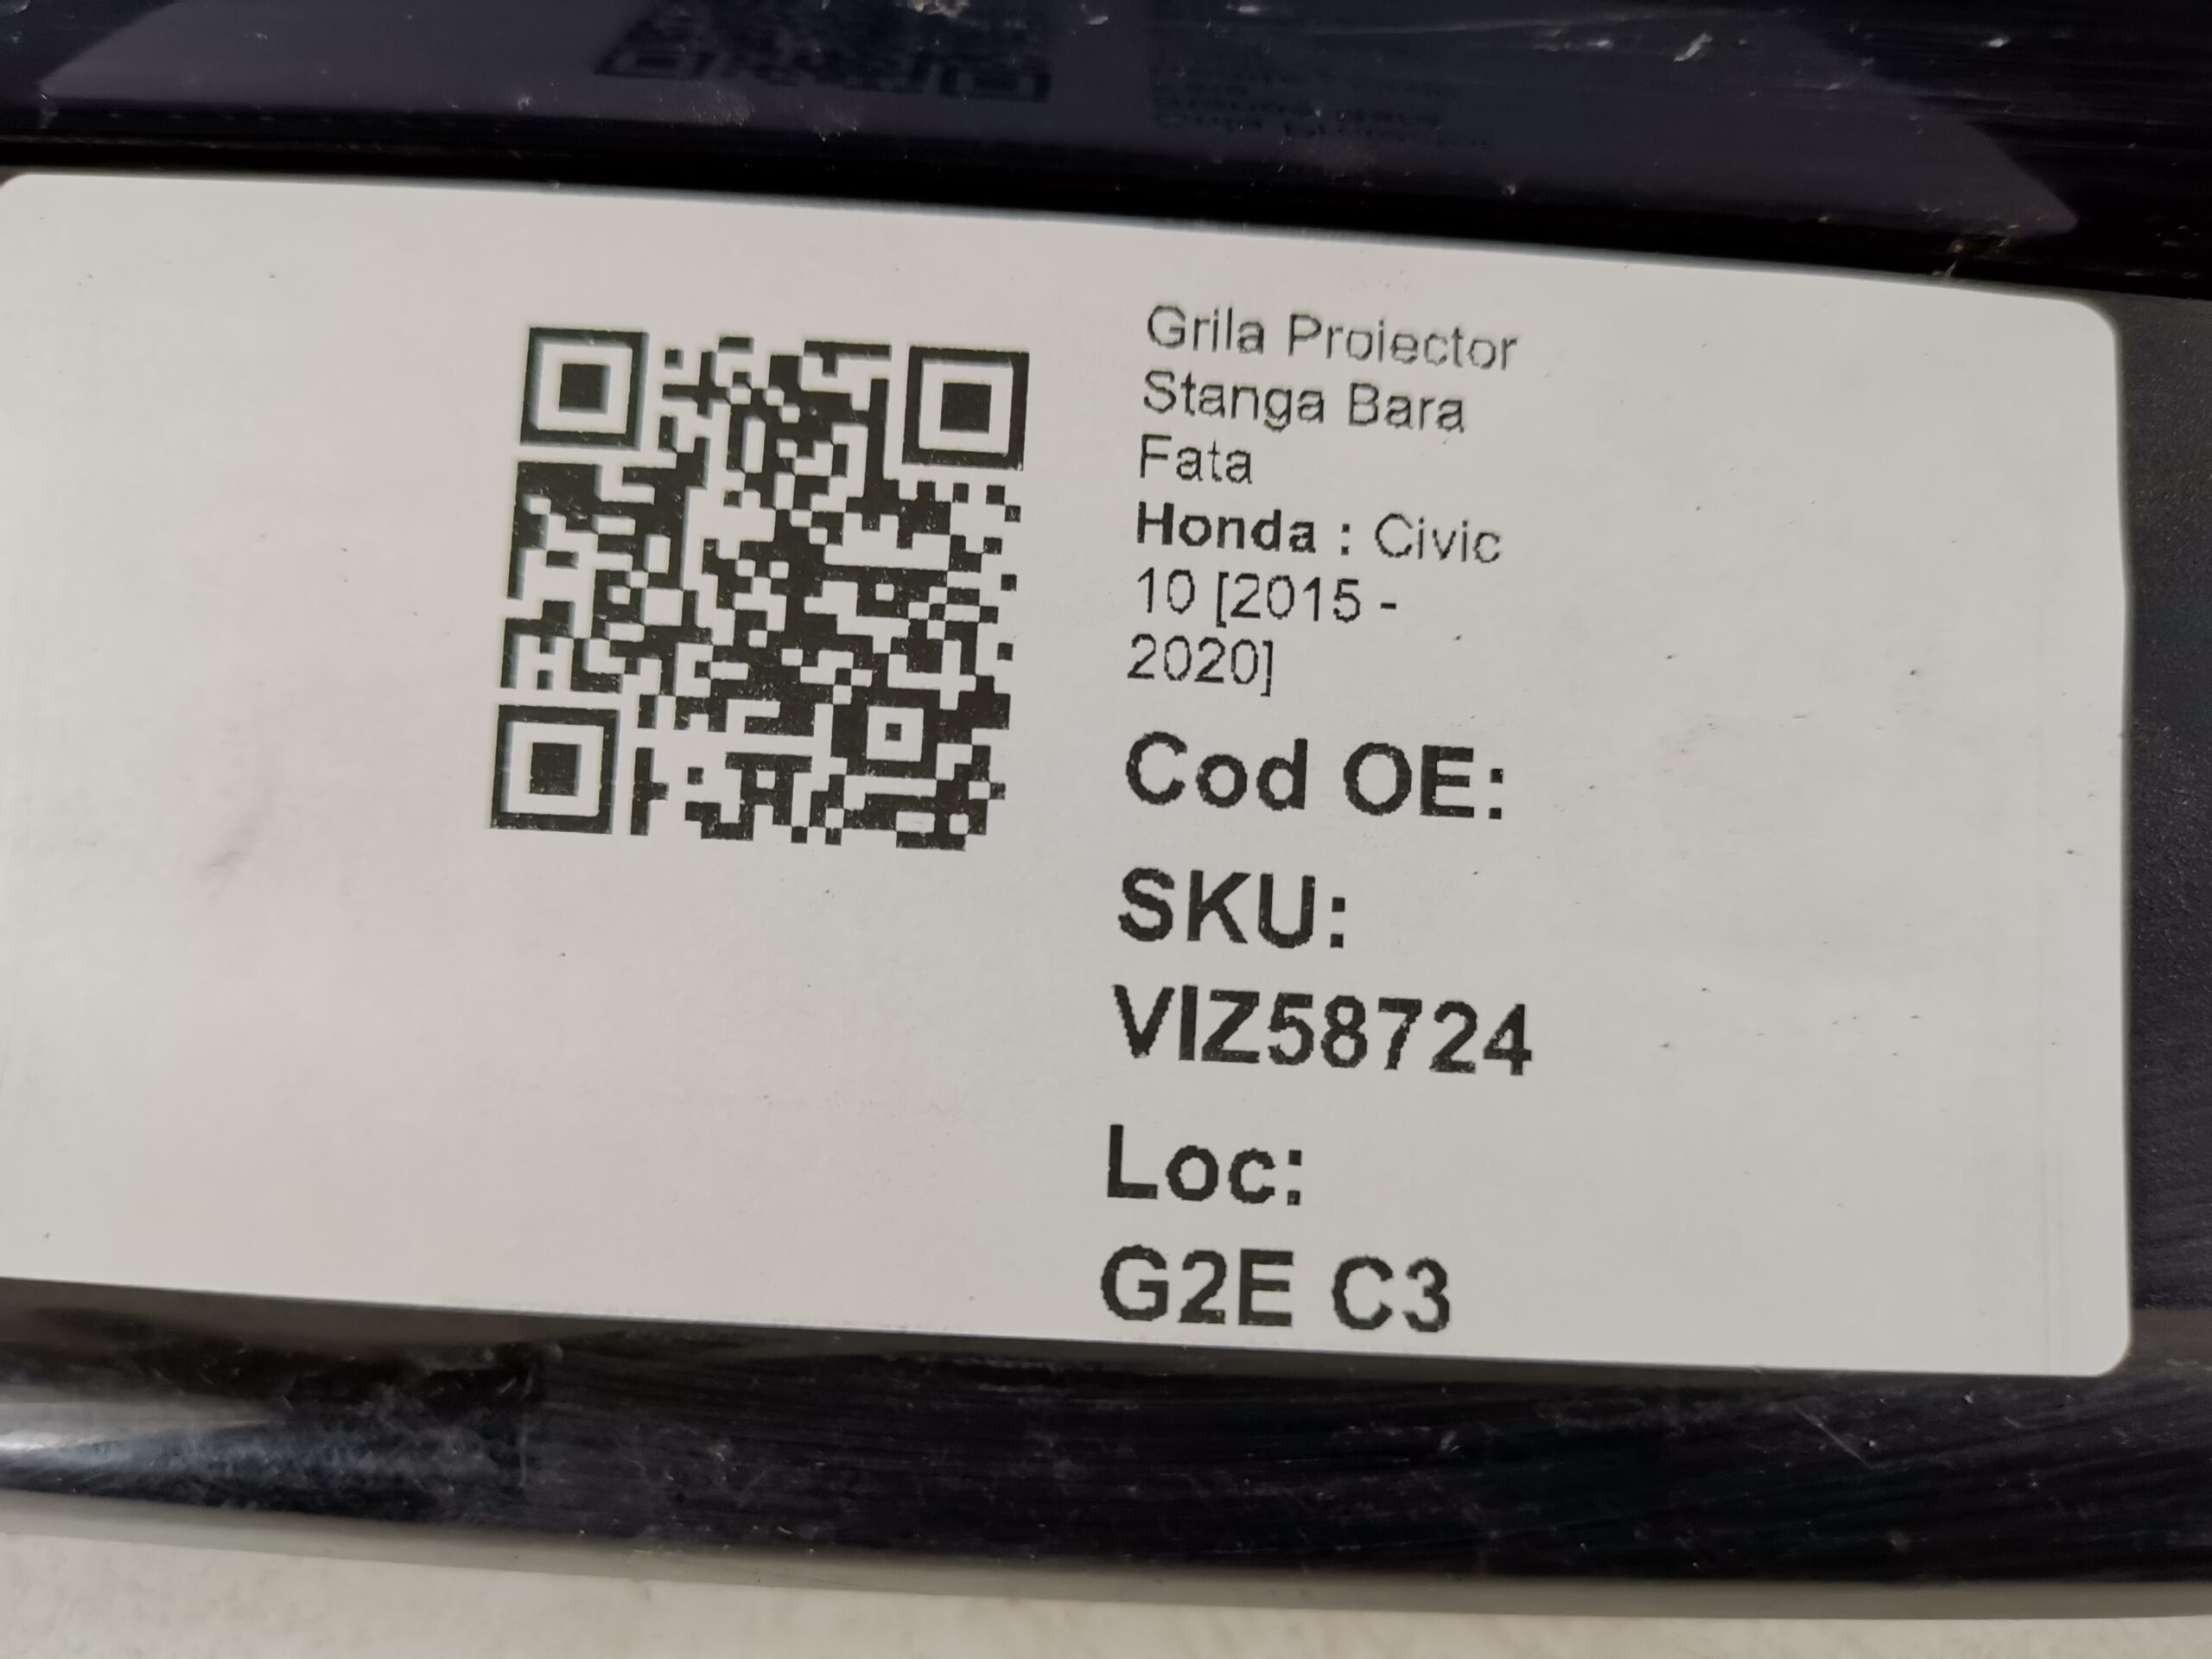 Grila Proiector
Stanga Bara
Fata
Honda : Civic
10 [2015 -
2020]
Cod OE:
SKU:
VIZ58724
Loc:
G2E C3